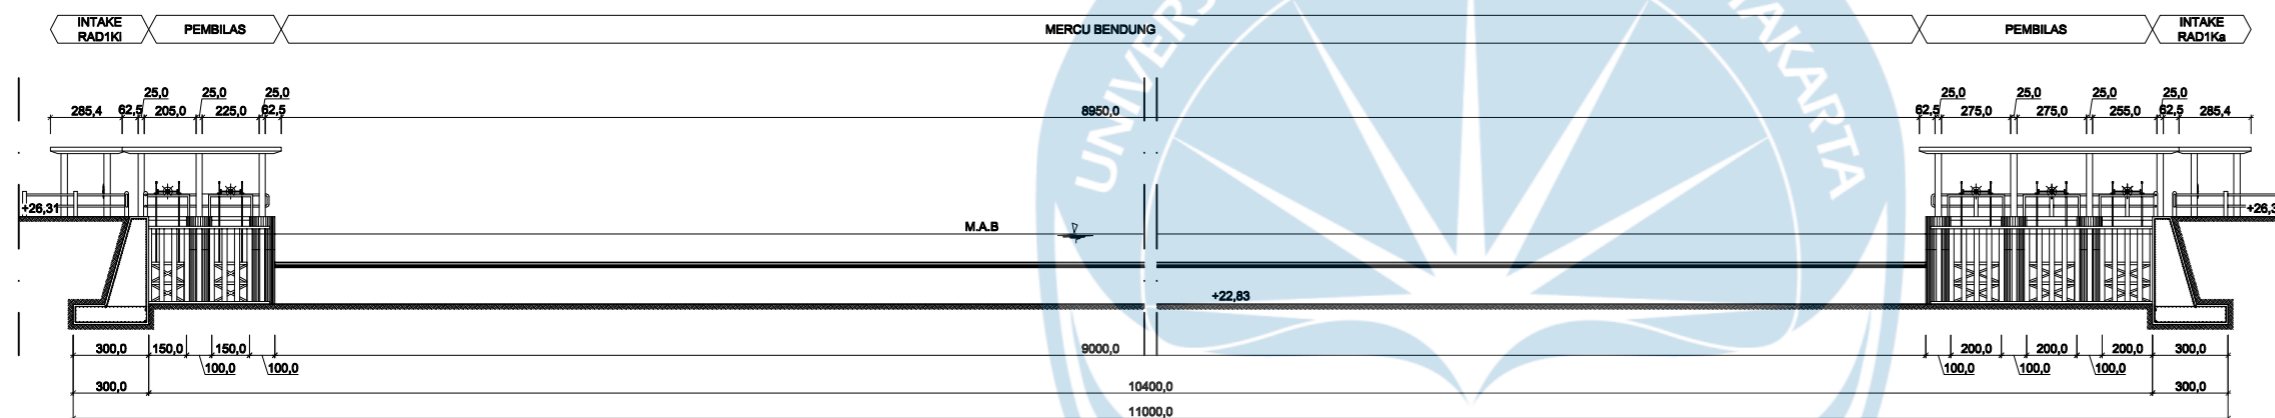 INTAKE
RAD1KI
PEMBILAS
MERCU BENDUNG
PEMBILAS
INTAKE
RAD1Ka
UNIVERS
YAKARTA
25,0 25,0 25,0
285,4 62,5 205,0 225,0 62,5
8950,0
25,0 25,0 25,0 25,0
62,5 275,0 275,0 255,0 62,5 285,4
+26,31
M.A.B
+26,3
+22,83
300,0 150,0 150,0
100,0 100,0
9000,0
200,0 200,0 200,0 300,0
100,0 100,0 100,0
300,0 10400,0 300,0
11000,0